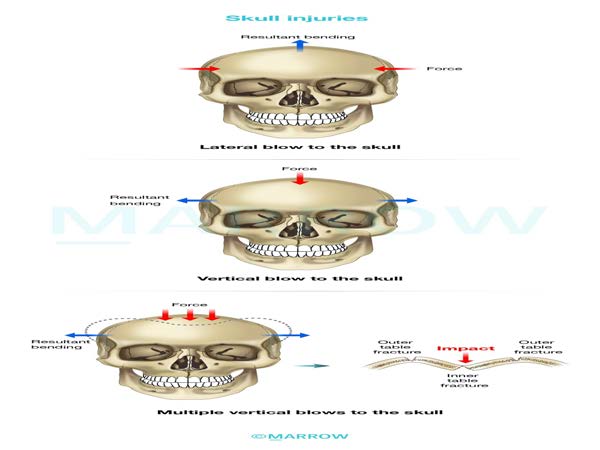 Skull injuries
Resultant bending
Force
Lateral blow to the skull
Force
Resultant
bending
MARROW
Vertical blow to the skull
Force
Resultant
bending
Outer
table
fracture
Impact
Outer
table
fracture
Inner
table
fracture
Multiple vertical blows to the skull
©MARROW